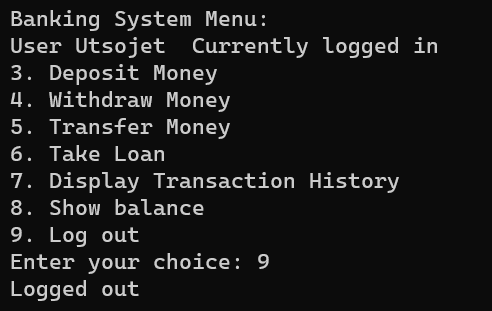 Banking System Menu:
User Utsojet  Currently logged in
3. Deposit Money
4. Withdraw Money
5. Transfer Money
6. Take Loan
7. Display Transaction History
8. Show balance
9. Log out
Enter your choice: 9
Logged out